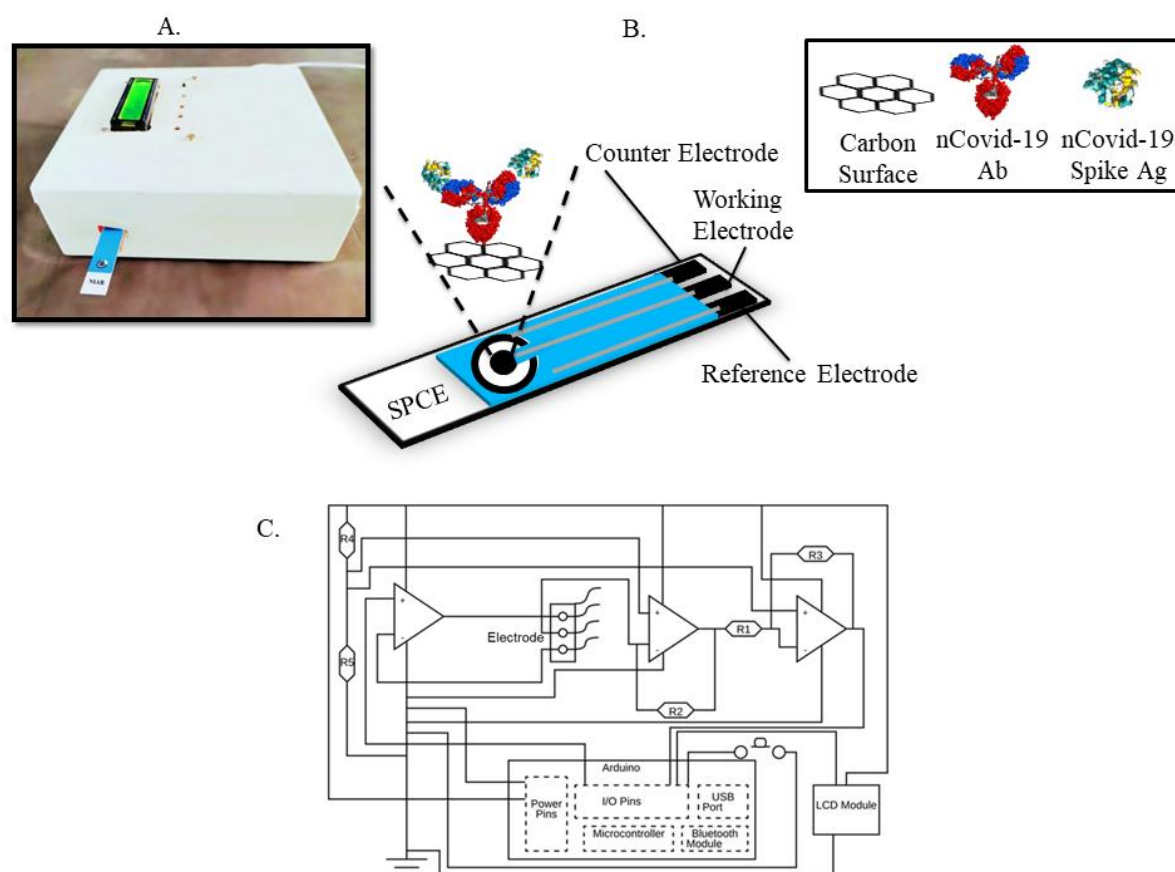 A.
B.
Carbon
Surface
nCovid-19
Ab
nCovid-19
Spike Ag
Counter Electrode
Working
Electrode
Reference Electrode
SPCE
C.
R4
R3
+
-
+
-
+
-
R1
Electrode
R5
R2
Arduino
Power
Pins
I/O Pins
USB
Port
Microcontroller
Bluetooth
Module
LCD Module